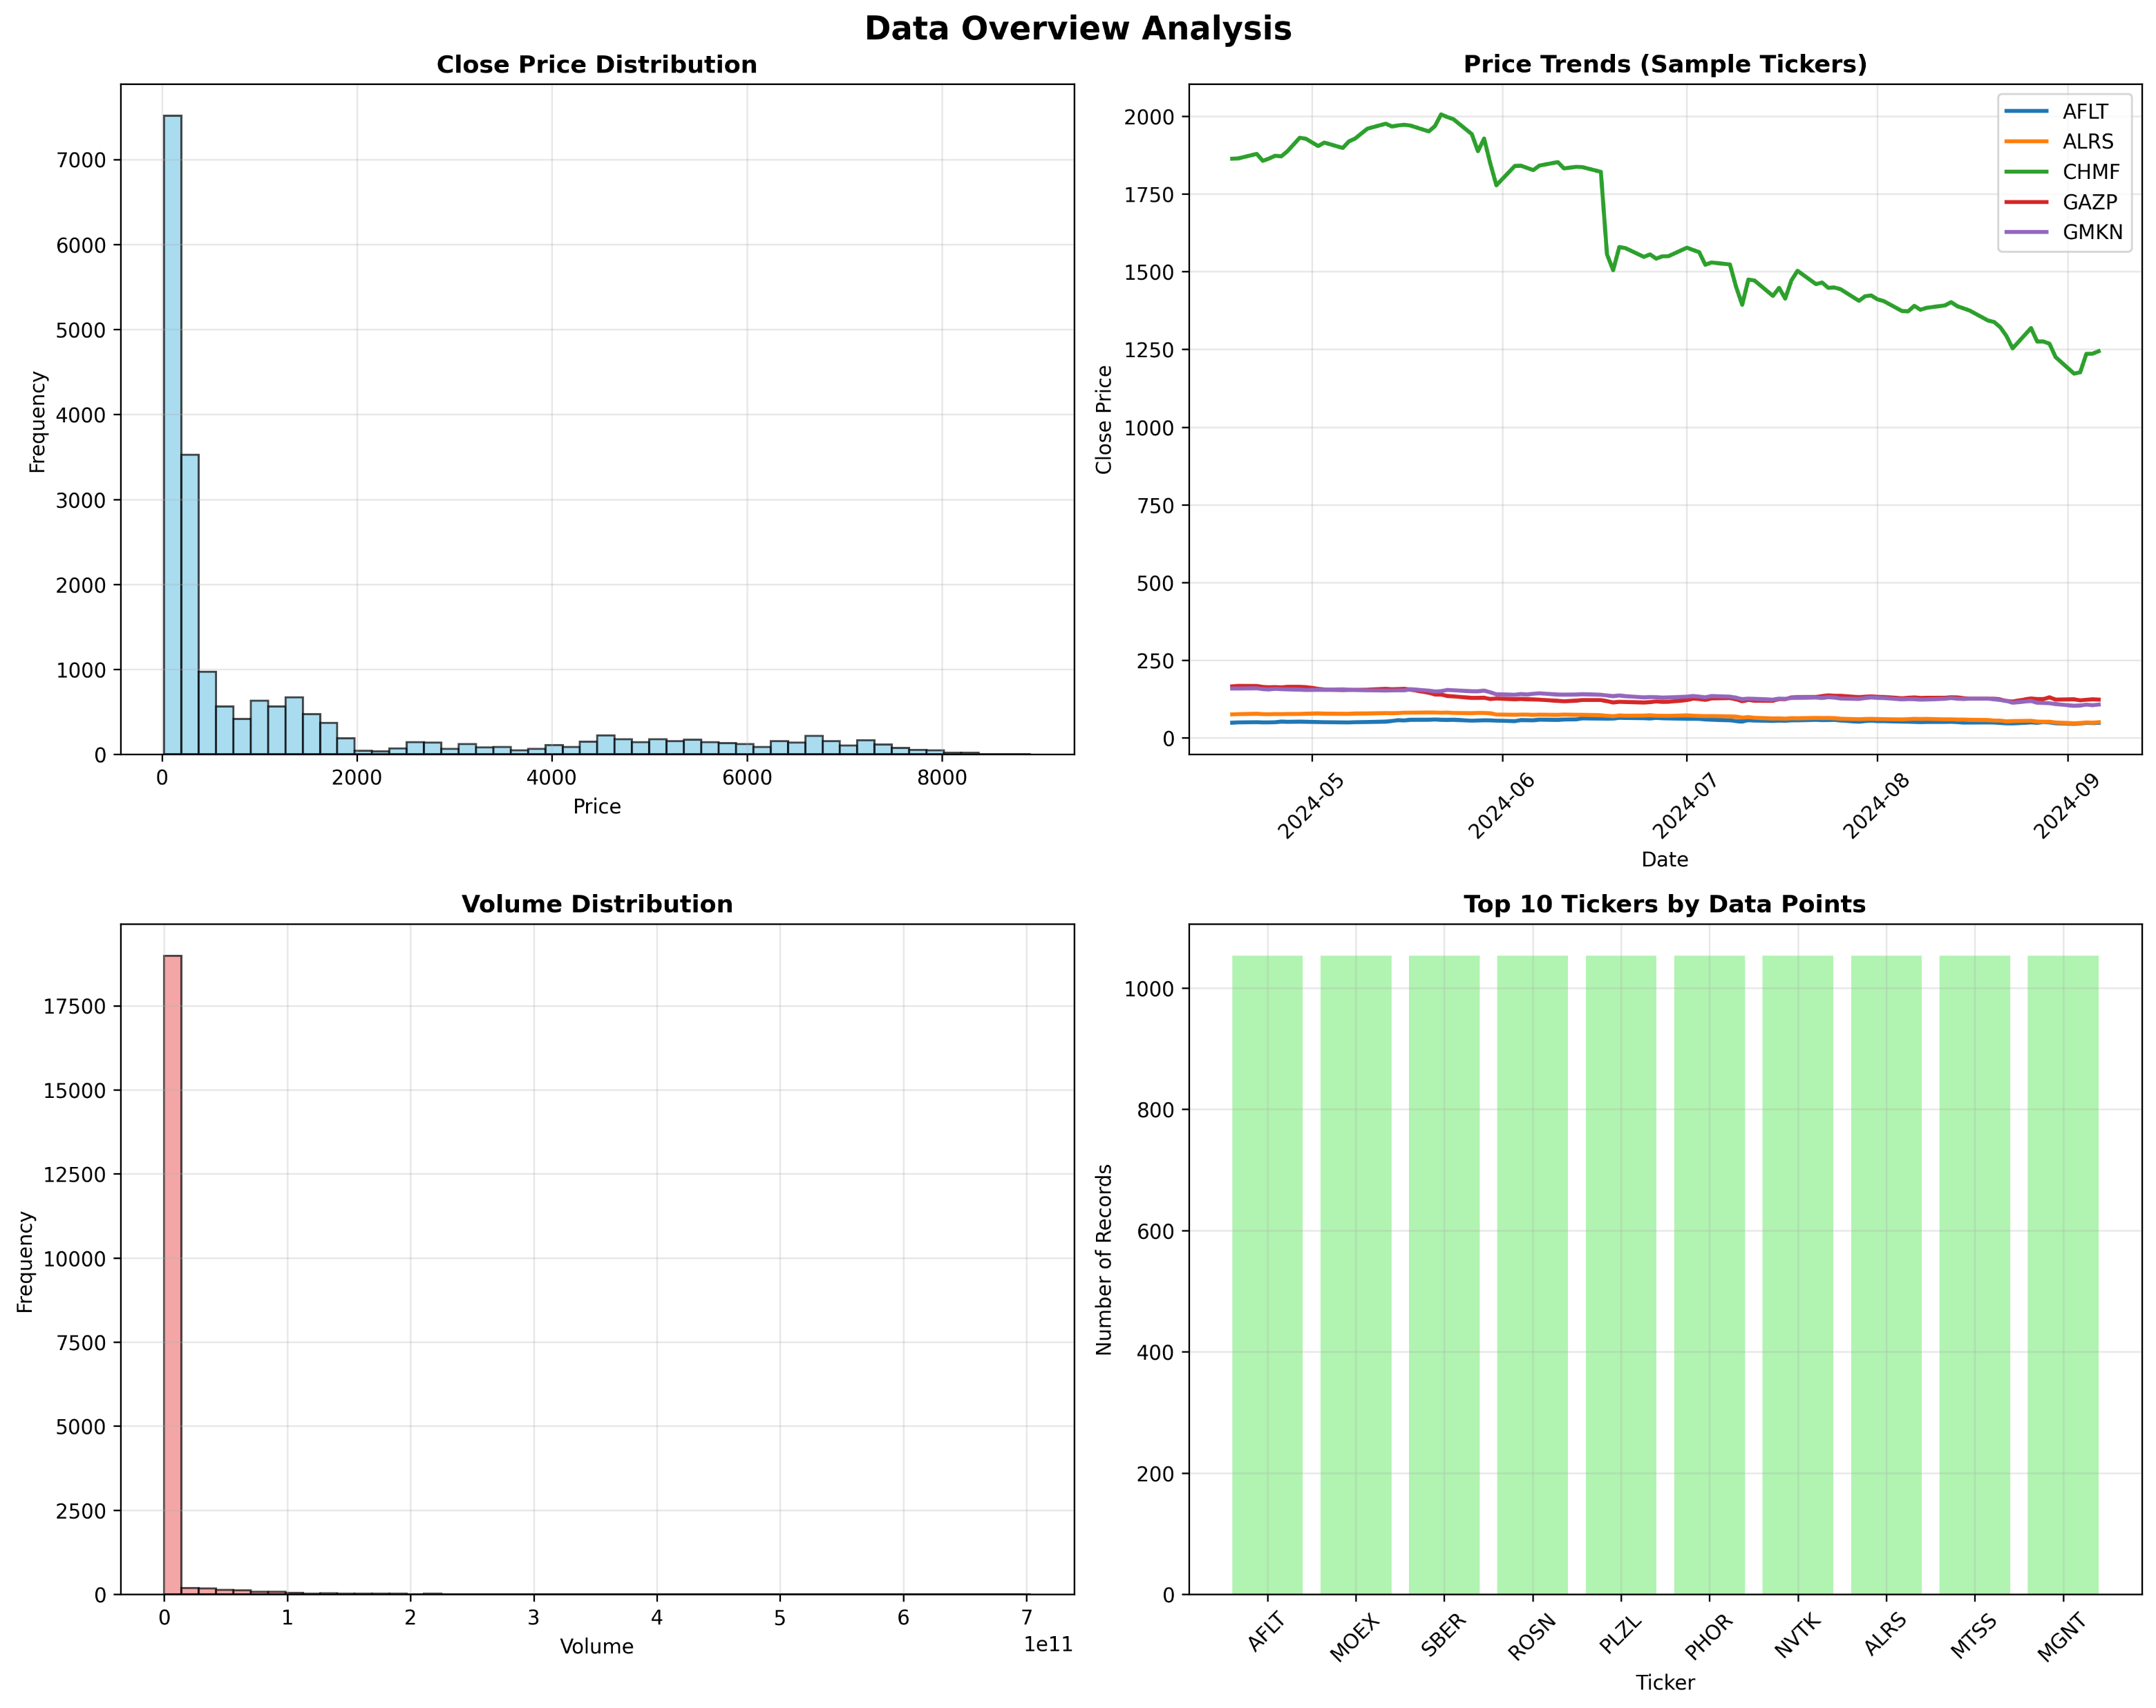 Data Overview Analysis
Close Price Distribution
Frequency
7000
6000
5000
4000
3000
2000
1000
0
0 2000 4000 6000 8000
Price
Price Trends (Sample Tickers)
Close Price
2000
1750
1500
1250
1000
750
500
250
0
AFLT
ALRS
CHMF
GAZP
GMKN
2024-05 2024-06 2024-07 2024-08 2024-09
Date
Volume Distribution
Frequency
17500
15000
12500
10000
7500
5000
2500
0
0 1 2 3 4 5 6 7
1e11
Volume
Top 10 Tickers by Data Points
Number of Records
1000
800
600
400
200
0
AFLT MOEX SBER ROSN PLZL PHOR NVTK ALRS MTSS MGNT
Ticker